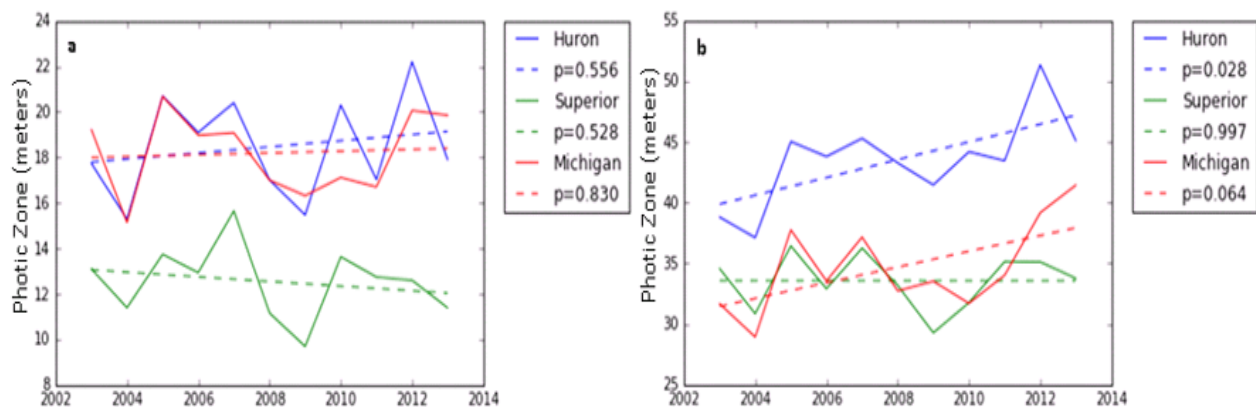 a
Photic Zone (meters)
24
22
20
18
16
14
12
10
8
2002 2004 2006 2008 2010 2012 2014
Huron
p=0.556
Superior
p=0.528
Michigan
p=0.830
b
Photic Zone (meters)
55
50
45
40
35
30
25
2002 2004 2006 2008 2010 2012 2014
Huron
p=0.028
Superior
p=0.997
Michigan
p=0.064